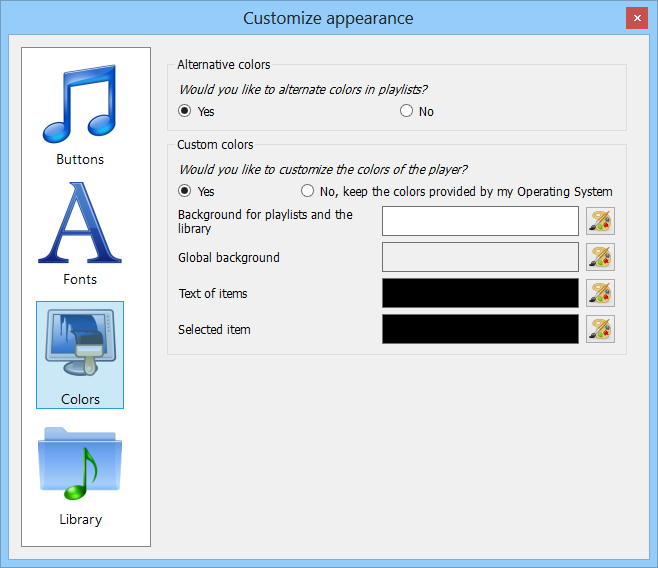 Customize appearance
Buttons
Fonts
Colors
Library
Alternative colors
Would you like to alternate colors in playlists?
Yes No
Custom colors
Would you like to customize the colors of the player?
Yes No, keep the colors provided by my Operating System
Background for playlists and the
library
Global background
Text of items
Selected item